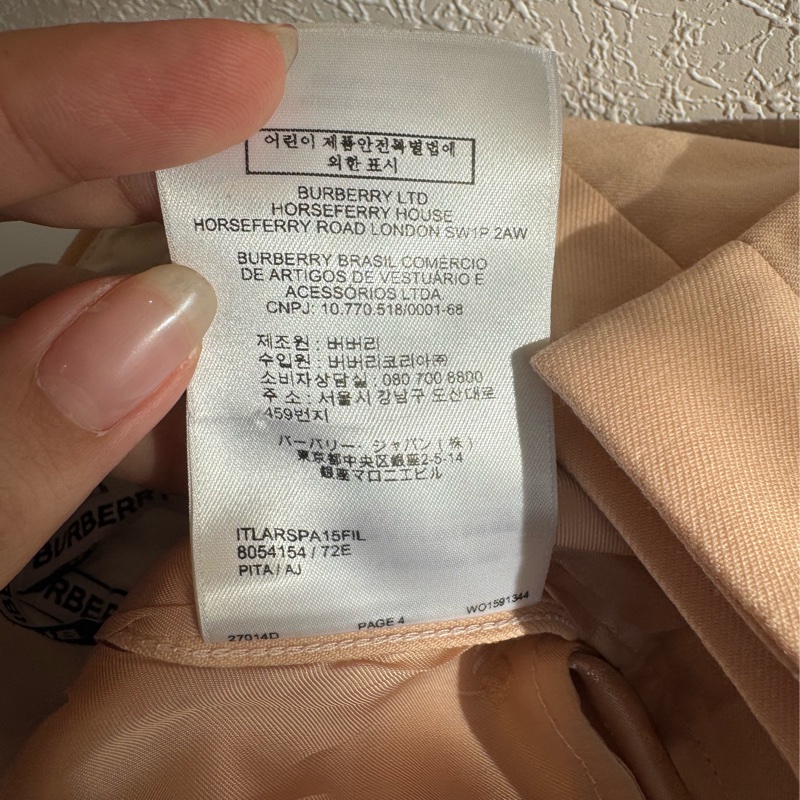 어린이 제품안전특별법에
의한 표시
BURBERRY LTD
HORSEFERRY HOUSE
HORSEFERRY ROAD LONDON SW1P 2AW
BURBERRY BRASIL COMERCIO
DE ARTIGOS DE VESTUÁRIO E
ACESSÓRIOS LTDA
CNPJ: 10.770.518/0001-68
제조원 : 버버리
수입원 : 버버리코리아㈜
소비자상담실 : 080 700 8800
주 소 : 서울시 강남구 도산대로
459번지
バーバリー・ジャパン(株)
東京都中央区銀座2-5-14
銀座マロニエビル
ITLARSPA15FIL
8054154 / 72E
PITA / AJ
27014D PAGE 4 WO1591344
BURBERRY